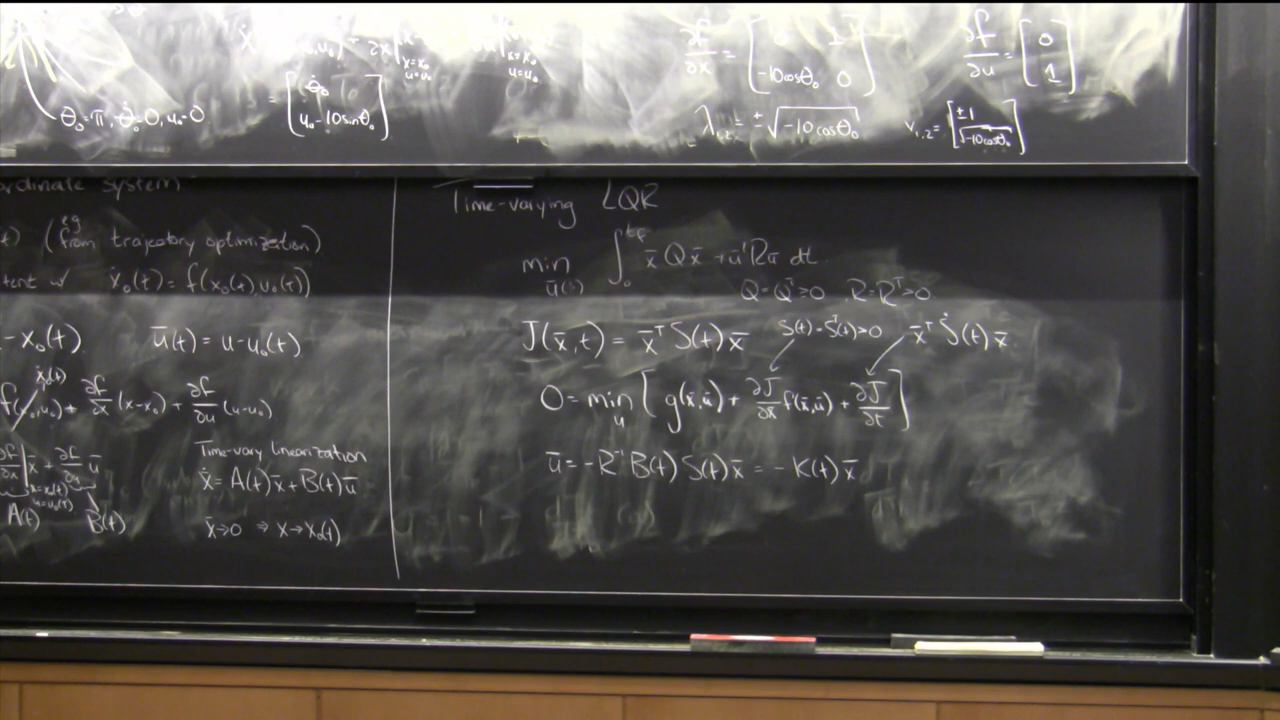 θ₀=π, θ̇₀=0, u₀=0
= [θ̇₀ ; u₀-10sinθ₀]
∂f/∂x = [ 1 ; -10cosθ₀ 0]
∂f/∂u = [0 ; 1]
λ₁,₂ = ±√(-10cosθ₀)
v₁,₂ = [±1 ; √(-10cosθ₀)]
system
eg
(from trajectory optimization)
w/ ẋ₀(t) = f(x₀(t),u₀(t))
- x₀(t) ū(t) = u-u₀(t)
ẋ₀(t)
f(x₀,u₀) + ∂f/∂x (x-x₀) + ∂f/∂u (u-u₀)
Time-vary linearization
∂f/∂x| x̄ + ∂f/∂u ū
x=x₀(t)
u=u₀(t)
ẋ̄ = A(t)x̄ + B(t)ū
A(t) B(t)
x̄→0 ⇒ x→x₀(t)
Time-varying LQR
min ū(·) ∫₀^tf x̄ Q x̄ + ūᵀRū dt
Q=Qᵀ≥0 R=Rᵀ>0
J(x̄,t) = x̄ᵀS(t)x̄ S(t)=Sᵀ(t)>0 x̄ᵀṠ(t)x̄
0 = min u [g(x̄,ū) + ∂J/∂x̄ f(x̄,ū) + ∂J/∂t]
ū = -R⁻¹B(t)S(t)x̄ = -K(t)x̄